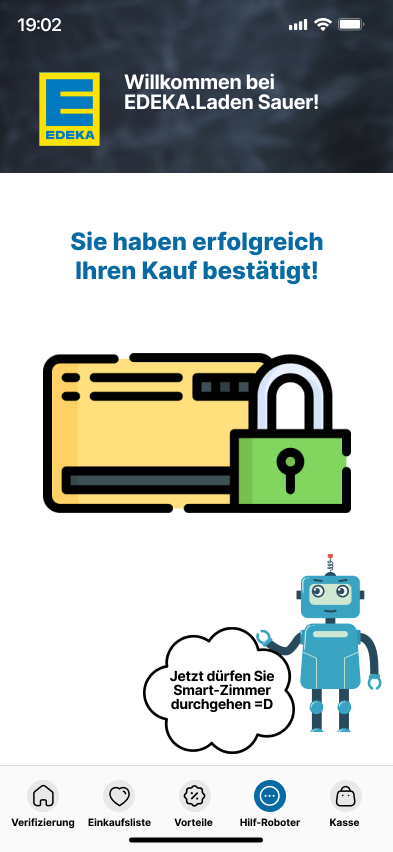 19:02
Willkommen bei
EDEKA.Laden Sauer!
EDEKA
Sie haben erfolgreich
Ihren Kauf bestätigt!
Jetzt dürfen Sie
Smart-Zimmer
durchgehen =D
Verifizierung Einkaufsliste Vorteile Hilf-Roboter Kasse